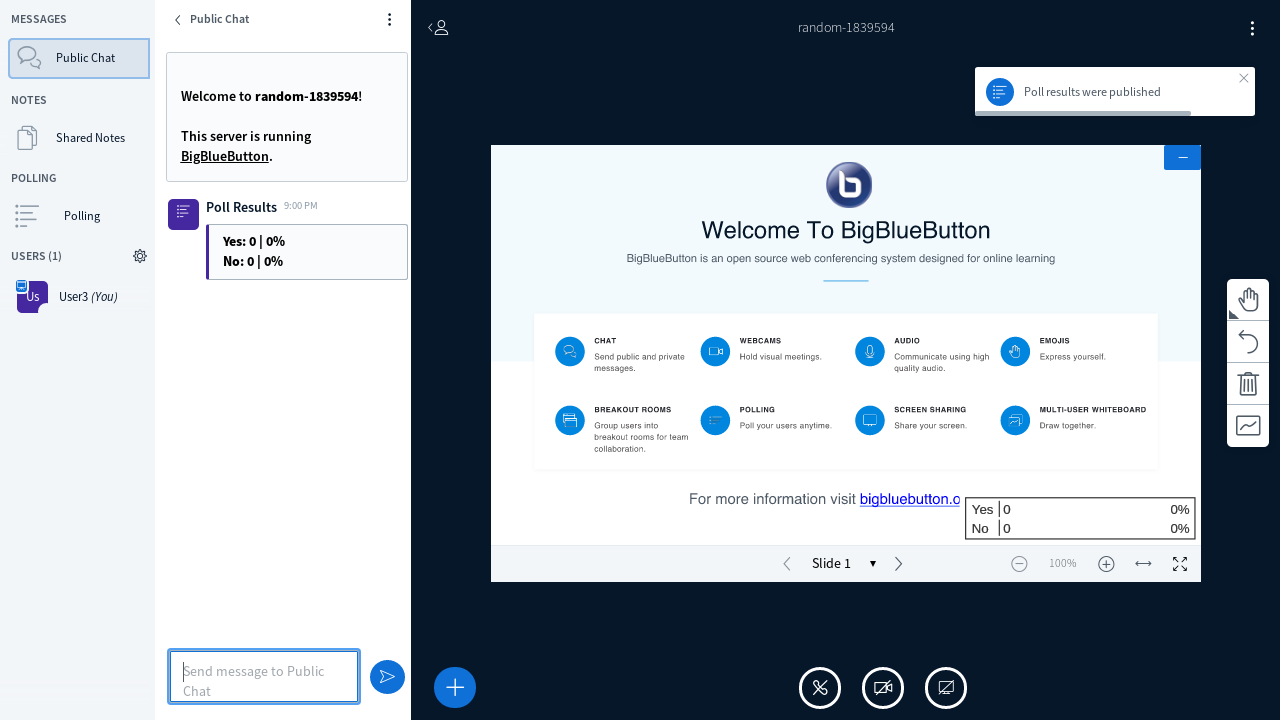 MESSAGES
Public Chat
NOTES
Shared Notes
POLLING
Polling
USERS (1)
Us
User3 (You)
Public Chat
Welcome to random-1839594!
This server is running
BigBlueButton.
Poll Results 9:00 PM
Yes: 0 | 0%
No: 0 | 0%
Send message to Public
Chat
random-1839594
Poll results were published
b
Welcome To BigBlueButton
BigBlueButton is an open source web conferencing system designed for online learning
CHAT
Send public and private
messages.
WEBCAMS
Hold visual meetings.
AUDIO
Communicate using high
quality audio.
EMOJIS
Express yourself.
BREAKOUT ROOMS
Group users into
breakout rooms for team
collaboration.
POLLING
Poll your users anytime.
SCREEN SHARING
Share your screen.
MULTI-USER WHITEBOARD
Draw together.
For more information visit bigbluebutton.o
Yes 0 0%
No 0 0%
Slide 1
100%